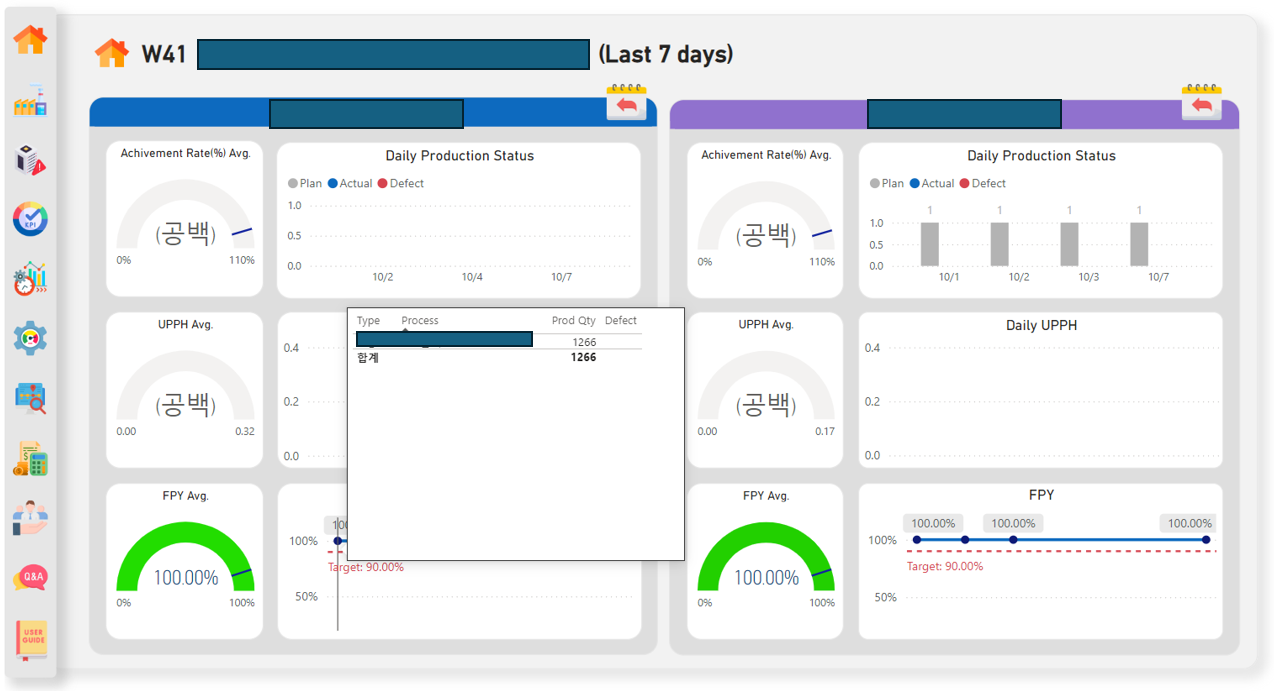 W41 (Last 7 days)
Achivement Rate(%) Avg.
(공백)
0% 110%
Daily Production Status
Plan Actual Defect
1.0
0.5
0.0
10/2 10/4 10/7
UPPH Avg.
(공백)
0.00 0.32
0.4
0.2
0.0
Type Process Prod Qty Defect
1266
합계 1266
FPY Avg.
100.00%
0% 100%
100%
Target: 90.00%
50%
Achivement Rate(%) Avg.
(공백)
0% 110%
Daily Production Status
Plan Actual Defect
1 1 1 1
1.0
0.5
0.0
10/1 10/2 10/3 10/7
UPPH Avg.
(공백)
0.00 0.17
Daily UPPH
0.4
0.2
0.0
FPY Avg.
100.00%
0% 100%
FPY
100.00% 100.00% 100.00%
100%
Target: 90.00%
50%
KPI
Q&A
USER
GUIDE